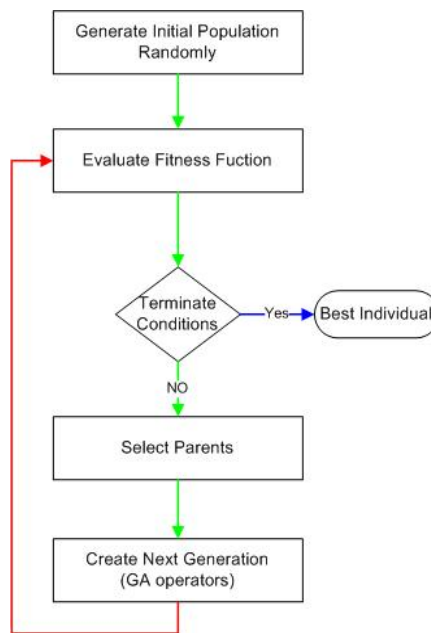 Generate Initial Population
Randomly
Evaluate Fitness Fuction
Terminate
Conditions
Yes
Best Individual
NO
Select Parents
Create Next Generation
(GA operators)